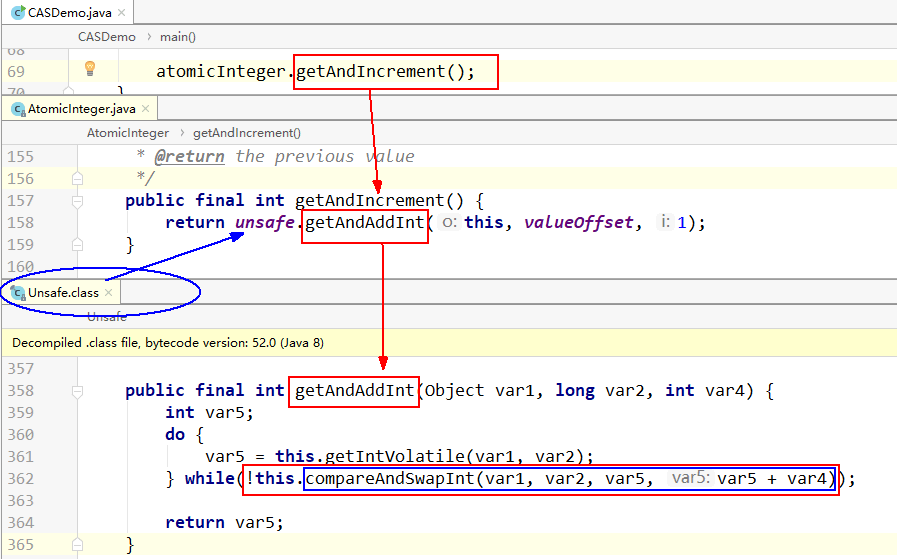 CASDemo.java ×
CASDemo › main()
68
69 atomicInteger.getAndIncrement();
70 }
AtomicInteger.java ×
AtomicInteger › getAndIncrement()
155 * @return the previous value
156 */
157 public final int getAndIncrement() {
158 return unsafe.getAndAddInt( o: this, valueOffset, i: 1);
159 }
160
Unsafe.class ×
Unsafe
Decompiled .class file, bytecode version: 52.0 (Java 8)
357
358 public final int getAndAddInt(Object var1, long var2, int var4) {
359 int var5;
360 do {
361 var5 = this.getIntVolatile(var1, var2);
362 } while(!this.compareAndSwapInt(var1, var2, var5, var5: var5 + var4));
363
364 return var5;
365 }